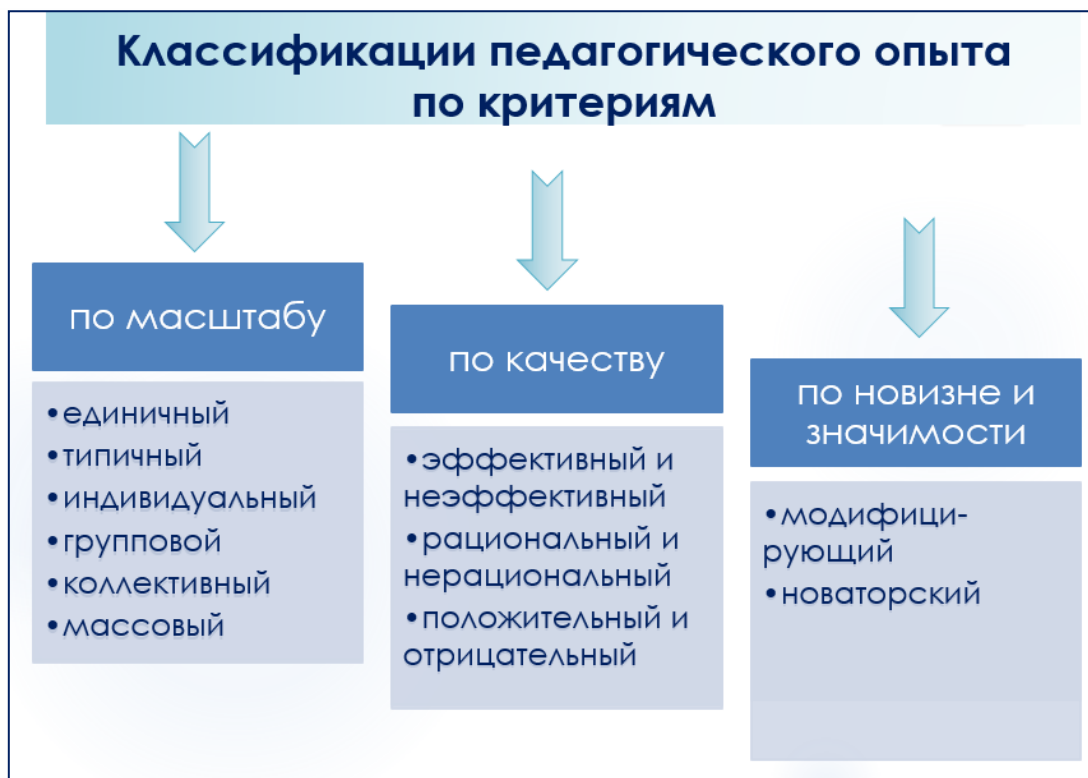 Классификации педагогического опыта
по критериям
по масштабу
•единичный
•типичный
•индивидуальный
•групповой
•коллективный
•массовый
по качеству
•эффективный и
неэффективный
•рациональный и
нерациональный
•положительный и
отрицательный
по новизне и
значимости
•модифици-
рующий
•новаторский